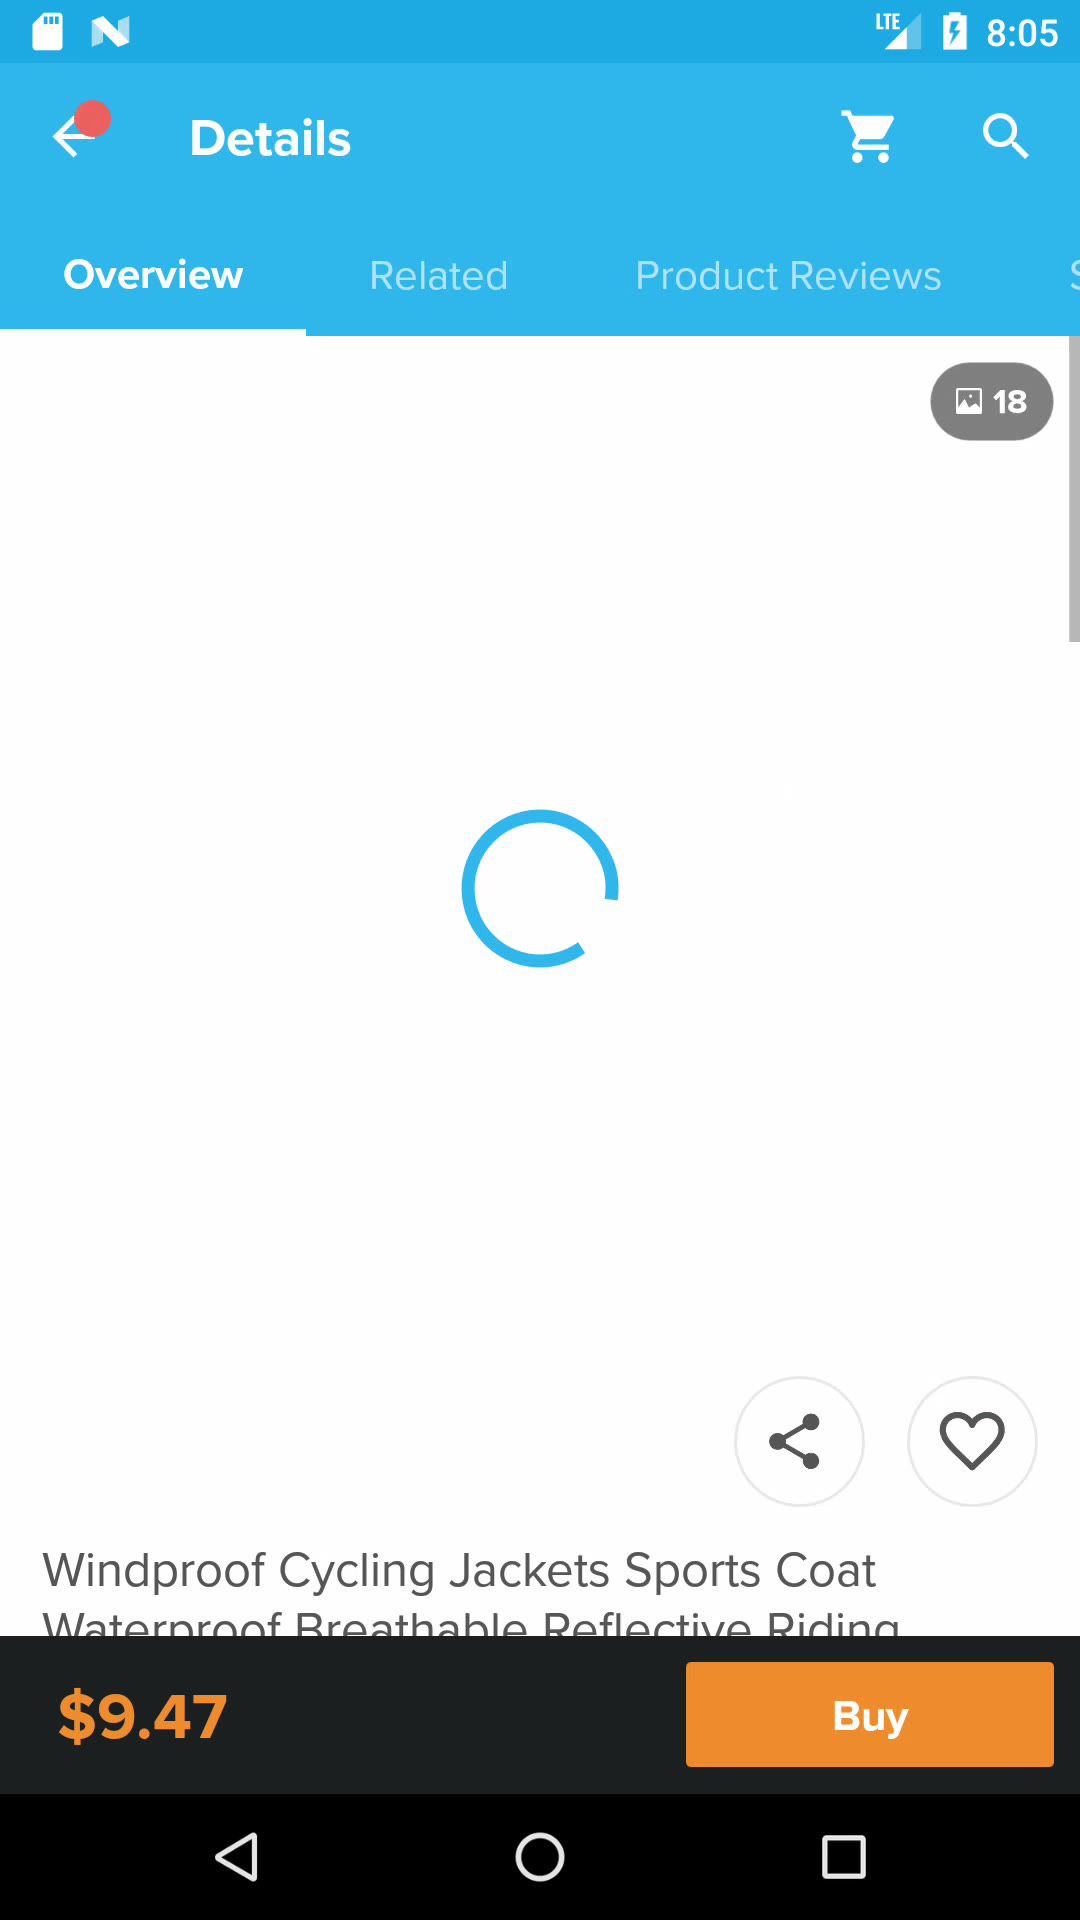 LTE 8:05
Details
Overview Related Product Reviews S
18
Windproof Cycling Jackets Sports Coat
Waterproof Breathable Reflective Riding
$9.47 Buy